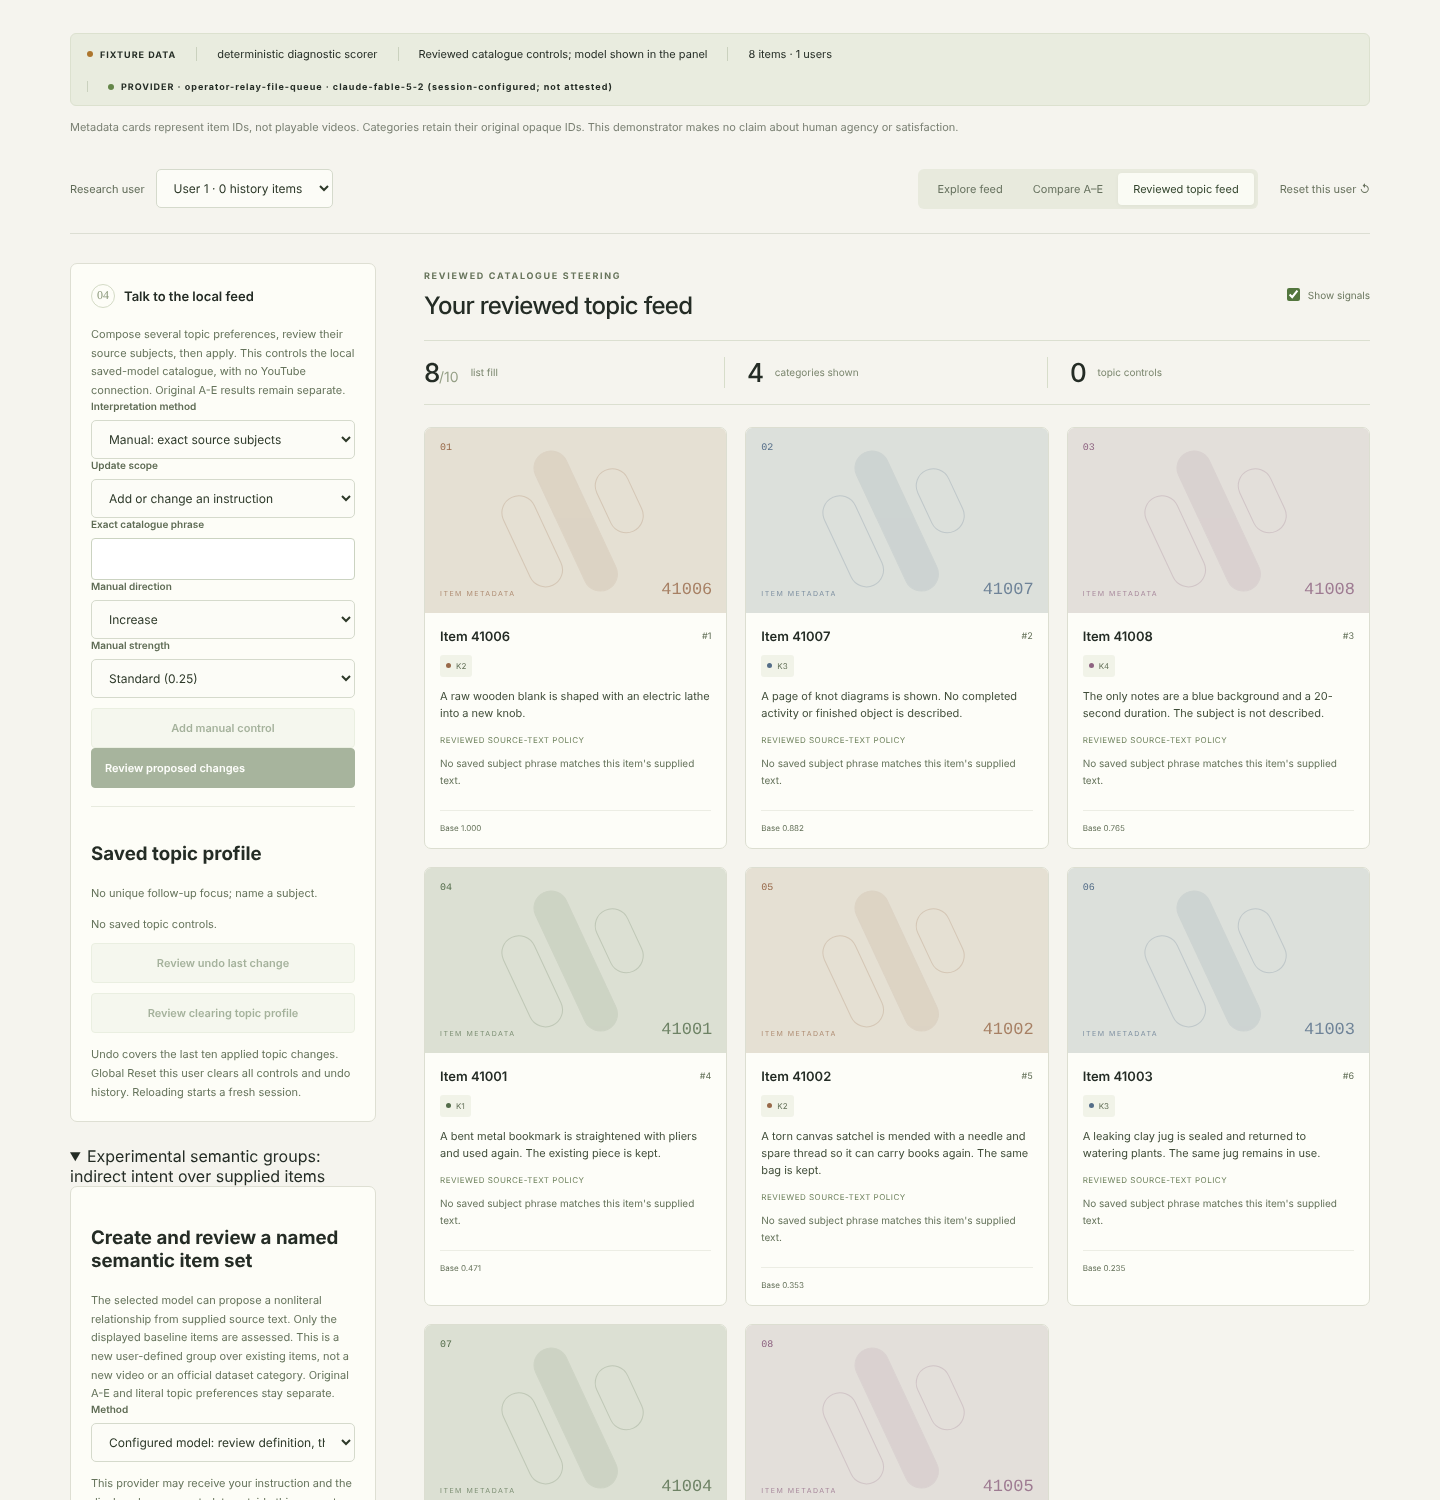 FIXTURE DATA
deterministic diagnostic scorer
Reviewed catalogue controls; model shown in the panel
8 items · 1 users
PROVIDER · operator-relay-file-queue · claude-fable-5-2 (session-configured; not attested)
Metadata cards represent item IDs, not playable videos. Categories retain their original opaque IDs. This demonstrator makes no claim about human agency or satisfaction.
Research user
User 1 · 0 history items
Explore feed
Compare A–E
Reviewed topic feed
Reset this user ↺
04 Talk to the local feed
Compose several topic preferences, review their
source subjects, then apply. This controls the local
saved-model catalogue, with no YouTube
connection. Original A-E results remain separate.
Interpretation method
Manual: exact source subjects
Update scope
Add or change an instruction
Exact catalogue phrase
Manual direction
Increase
Manual strength
Standard (0.25)
Add manual control
Review proposed changes
Saved topic profile
No unique follow-up focus; name a subject.
No saved topic controls.
Review undo last change
Review clearing topic profile
Undo covers the last ten applied topic changes.
Global Reset this user clears all controls and undo
history. Reloading starts a fresh session.
▼ Experimental semantic groups:
indirect intent over supplied items
Create and review a named
semantic item set
The selected model can propose a nonliteral
relationship from supplied source text. Only the
displayed baseline items are assessed. This is a
new user-defined group over existing items, not a
new video or an official dataset category. Original
A-E and literal topic preferences stay separate.
Method
Configured model: review definition, th
This provider may receive your instruction and the
REVIEWED CATALOGUE STEERING
Your reviewed topic feed
Show signals
8/10 list fill
4 categories shown
0 topic controls
01
ITEM METADATA
41006
Item 41006
#1
K2
A raw wooden blank is shaped with an electric lathe
into a new knob.
REVIEWED SOURCE-TEXT POLICY
No saved subject phrase matches this item's supplied
text.
Base 1.000
02
ITEM METADATA
41007
Item 41007
#2
K3
A page of knot diagrams is shown. No completed
activity or finished object is described.
REVIEWED SOURCE-TEXT POLICY
No saved subject phrase matches this item's supplied
text.
Base 0.882
03
ITEM METADATA
41008
Item 41008
#3
K4
The only notes are a blue background and a 20-
second duration. The subject is not described.
REVIEWED SOURCE-TEXT POLICY
No saved subject phrase matches this item's supplied
text.
Base 0.765
04
ITEM METADATA
41001
Item 41001
#4
K1
A bent metal bookmark is straightened with pliers
and used again. The existing piece is kept.
REVIEWED SOURCE-TEXT POLICY
No saved subject phrase matches this item's supplied
text.
Base 0.471
05
ITEM METADATA
41002
Item 41002
#5
K2
A torn canvas satchel is mended with a needle and
spare thread so it can carry books again. The same
bag is kept.
REVIEWED SOURCE-TEXT POLICY
No saved subject phrase matches this item's supplied
text.
Base 0.353
06
ITEM METADATA
41003
Item 41003
#6
K3
A leaking clay jug is sealed and returned to
watering plants. The same jug remains in use.
REVIEWED SOURCE-TEXT POLICY
No saved subject phrase matches this item's supplied
text.
Base 0.235
07
ITEM METADATA
41004
08
ITEM METADATA
41005